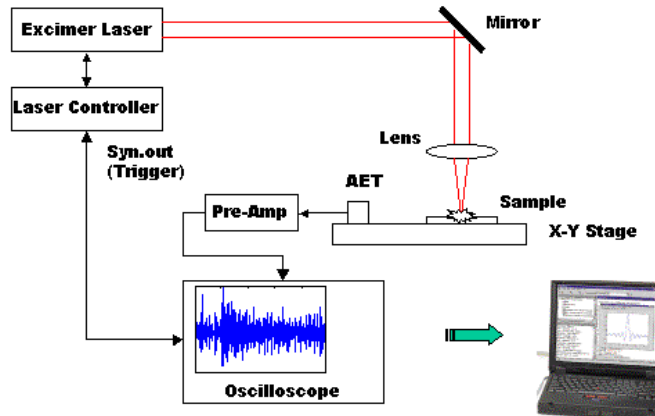 Excimer Laser
Mirror
Laser Controller
Syn.out
(Trigger)
Lens
AET
Sample
Pre-Amp
X-Y Stage
Oscilloscope